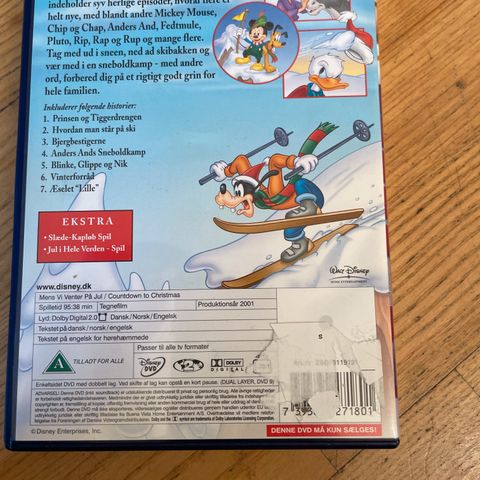 indeholder syv herlige episoder, hvoraf flere er
helt nye, med blandt andre Mickey Mouse,
Chip og Chap, Anders And, Fedtmule,
Pluto, Rip, Rap og Rup og mange flere.
Tag med ud i sneen, ned ad skibakken og
vær med i en sneboldkamp - med andre
ord, forbered dig på et rigtigt godt grin for
hele familien.
Inkluderer følgende historier:
1. Prinsen og Tiggerdrengen
2. Hvordan man står på ski
3. Bjergbestigerne
4. Anders Ands Sneboldkamp
5. Blinke, Glippe og Nik
6. Vinterforråd
7. Æselet "Lille"
EKSTRA
• Slæde-Kapløb Spil
• Jul i Hele Verden - Spil
WALT DISNEY
HOME ENTERTAINMENT
www.disney.dk
Mens Vi Venter På Jul / Countdown to Christmas
Spilletid 95:38 min Tegnefilm Produktionsår 2001
Lyd: Dolby Digital 2.0 Dansk/Norsk/Engelsk
Tekstet på dansk/norsk/engelsk
Tekstet på engelsk for hørehæmmede
Passer til alle tv formater
A TILLADT FOR ALLE
Disney DVD
DVD VIDEO
DOLBY DIGITAL
S
7 393 271801
Enkeltsidet DVD med dobbelt lag. Ved skifte af lag kan opstå en kort pause. (DUAL LAYER, DVD 9)
© Disney Enterprises, Inc.
DENNE DVD MÅ KUN SÆLGES!